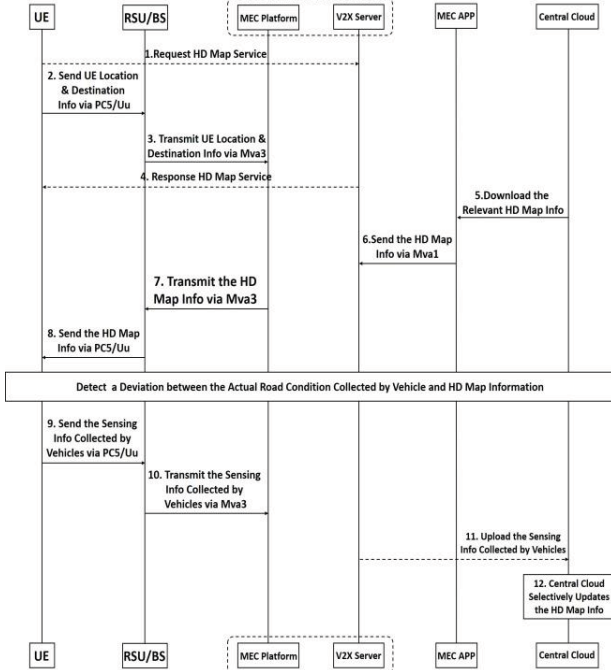 UE
RSU/BS
MEC Platform
V2X Server
MEC APP
Central Cloud
1.Request HD Map Service
2. Send UE Location
& Destination
Info via PC5/Uu
3. Transmit UE Location &
Destination Info via Mva3
4. Response HD Map Service
5.Download the
Relevant HD Map Info
6.Send the HD Map
Info via Mva1
7. Transmit the HD
Map Info via Mva3
8. Send the HD Map
Info via PC5/Uu
Detect a Deviation between the Actual Road Condition Collected by Vehicle and HD Map Information
9. Send the Sensing
Info Collected by
Vehicles via PC5/Uu
10. Transmit the Sensing
Info Collected by
Vehicles via Mva3
11. Upload the Sensing
Info Collected by Vehicles
12. Central Cloud
Selectively Updates
the HD Map Info
UE
RSU/BS
MEC Platform
V2X Server
MEC APP
Central Cloud